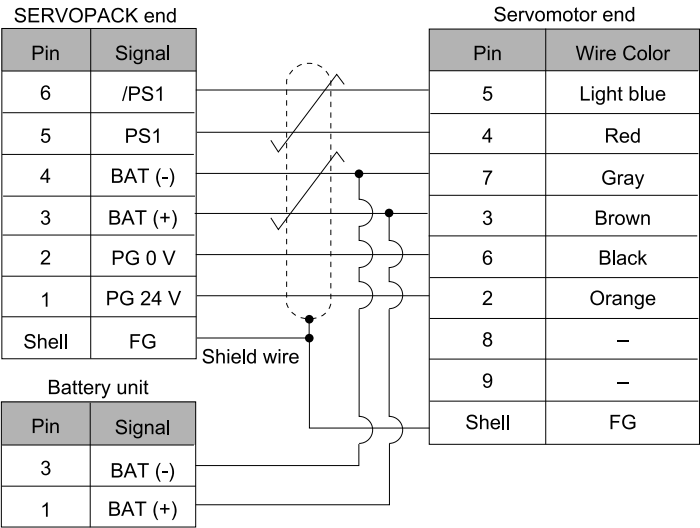 SERVOPACK end
Pin Signal
6 /PS1
5 PS1
4 BAT (-)
3 BAT (+)
2 PG 0 V
1 PG 24 V
Shell FG
Shield wire
Servomotor end
Pin Wire Color
5 Light blue
4 Red
7 Gray
3 Brown
6 Black
2 Orange
8 –
9 –
Shell FG
Battery unit
Pin Signal
3 BAT (-)
1 BAT (+)